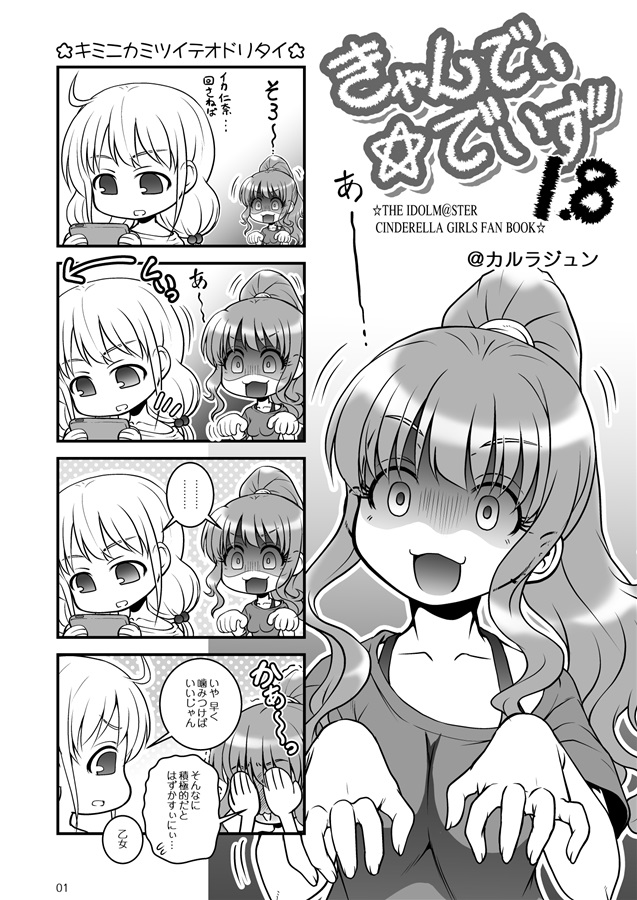 きゃんでぃ
☆でいず
1.8
☆THE IDOLM@STER
CINDERELLA GIRLS FAN BOOK☆
@カルラジュン
あ〜〜…
☆キミニカミツイテオドリタイ☆
そろ〜〜
イカ仁奈…
回さねば
あ〜〜
ぐいっ
………
………
かぁ〜〜っ
いや 早く
噛みつけば
いいじゃん
そんなに
積極的だと
はずかすぃにぃ…
乙女
01